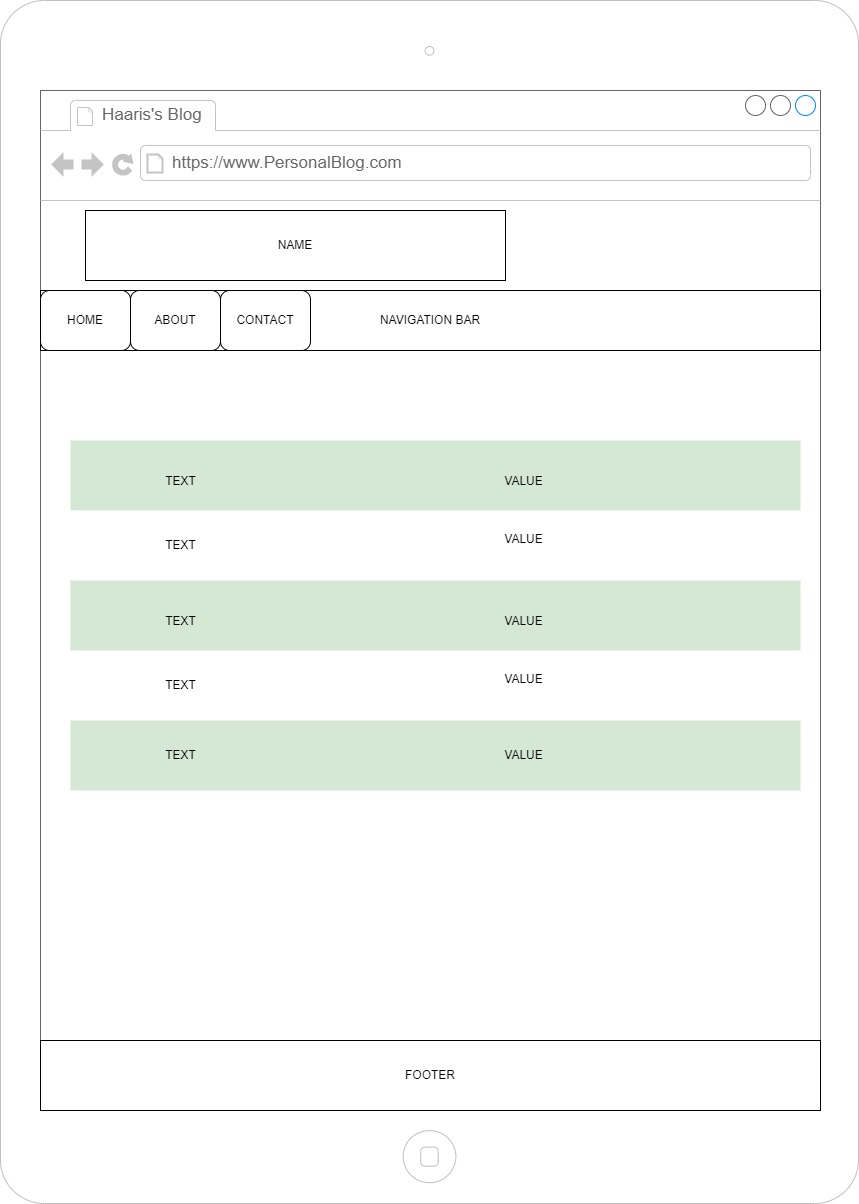 Haaris's Blog
https://www.PersonalBlog.com
NAME
HOME ABOUT CONTACT NAVIGATION BAR
TEXT VALUE
TEXT VALUE
TEXT VALUE
TEXT VALUE
TEXT VALUE
FOOTER